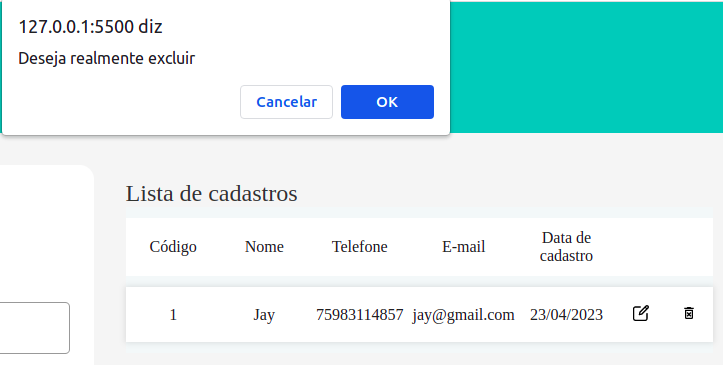 127.0.0.1:5500 diz
Deseja realmente excluir
Cancelar OK
Lista de cadastros
Código Nome Telefone E-mail Data de
cadastro
1 Jay 75983114857 jay@gmail.com 23/04/2023